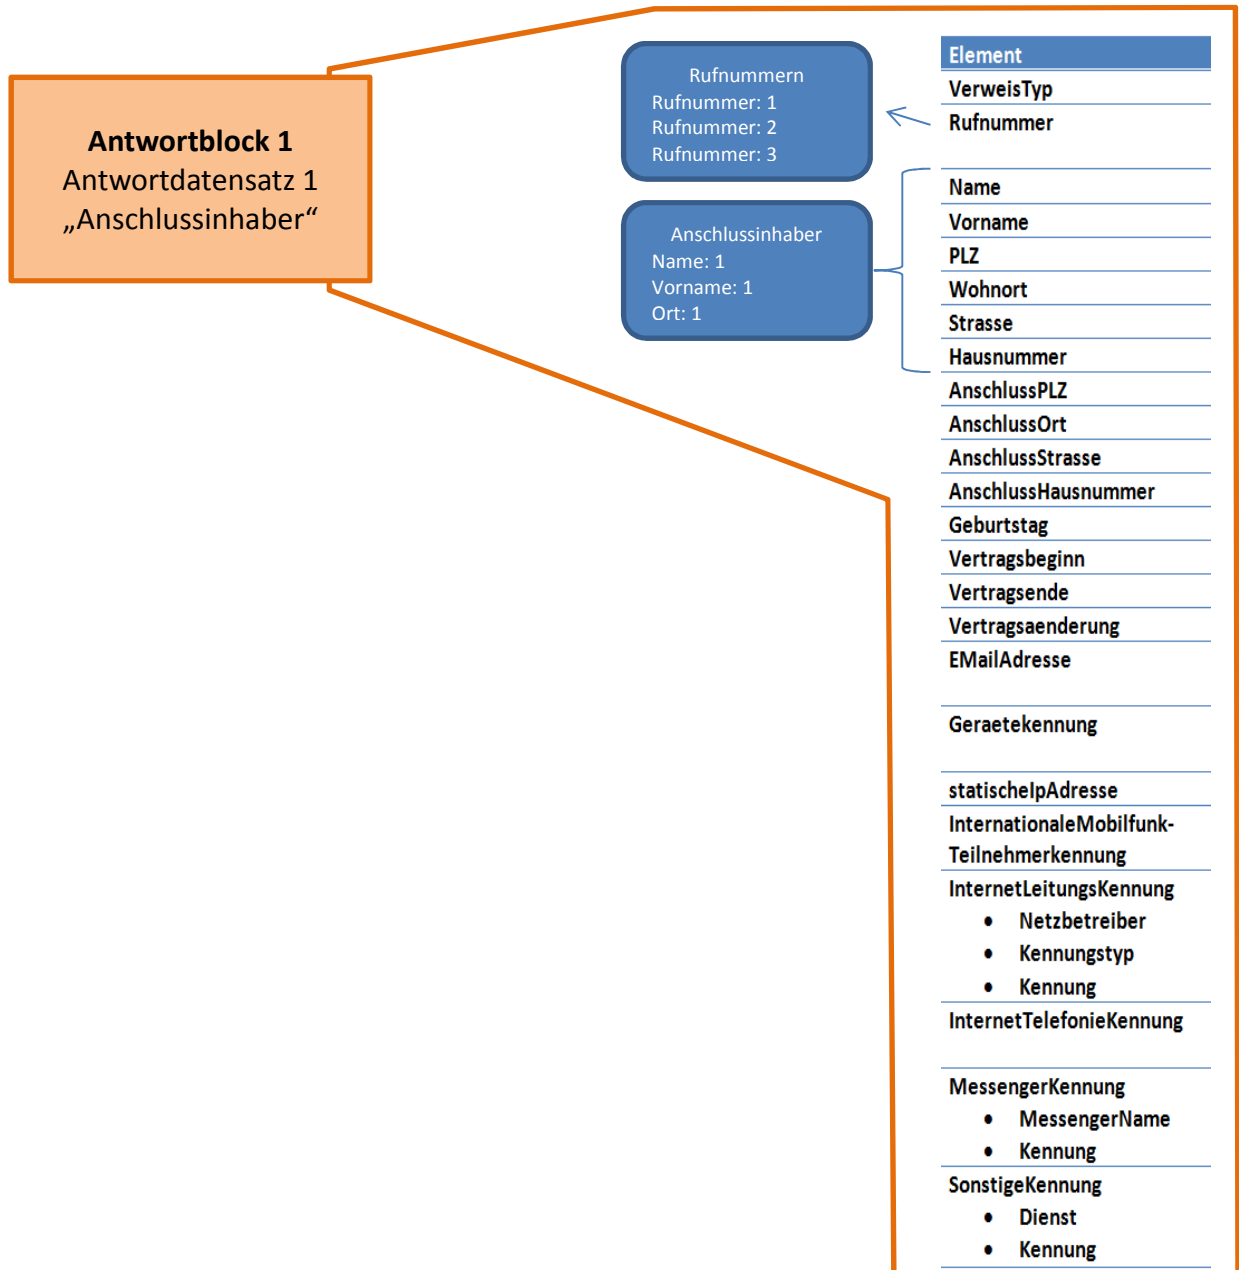 Antwortblock 1
Antwortdatensatz 1
„Anschlussinhaber“
Rufnummern
Rufnummer: 1
Rufnummer: 2
Rufnummer: 3
Anschlussinhaber
Name: 1
Vorname: 1
Ort: 1
Element
VerweisTyp
Rufnummer
Name
Vorname
PLZ
Wohnort
Strasse
Hausnummer
AnschlussPLZ
AnschlussOrt
AnschlussStrasse
AnschlussHausnummer
Geburtstag
Vertragsbeginn
Vertragsende
Vertragsaenderung
EMailAdresse
Geraetekennung
statischeIpAdresse
InternationaleMobilfunk-
Teilnehmerkennung
InternetLeitungsKennung
• Netzbetreiber
• Kennungstyp
• Kennung
InternetTelefonieKennung
MessengerKennung
• MessengerName
• Kennung
SonstigeKennung
• Dienst
• Kennung